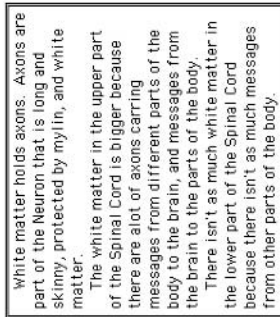 White matter holds axons.  Axons are
part of the Neuron that is long and
skinny, protected by mylin, and white
matter.
The white matter in the upper part
of the Spinal Cord is bigger because
there are alot of axons carring
messages from different parts of the
body to the brain, and messages from
the brain to the parts of the body.
There isn't as much white matter in
the lower part of the Spinal Cord
because there isn't as much messages
from other parts of the body.